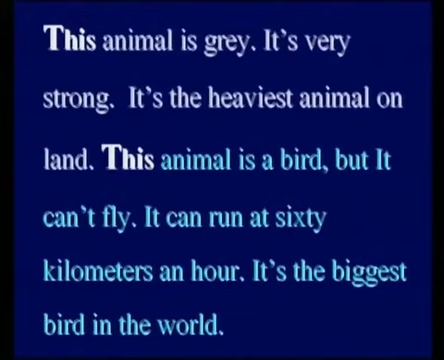 This animal is grey. It's very
strong.  It's the heaviest animal on
land. This animal is a bird, but It
can't fly. It can run at sixty
kilometers an hour. It's the biggest
bird in the world.